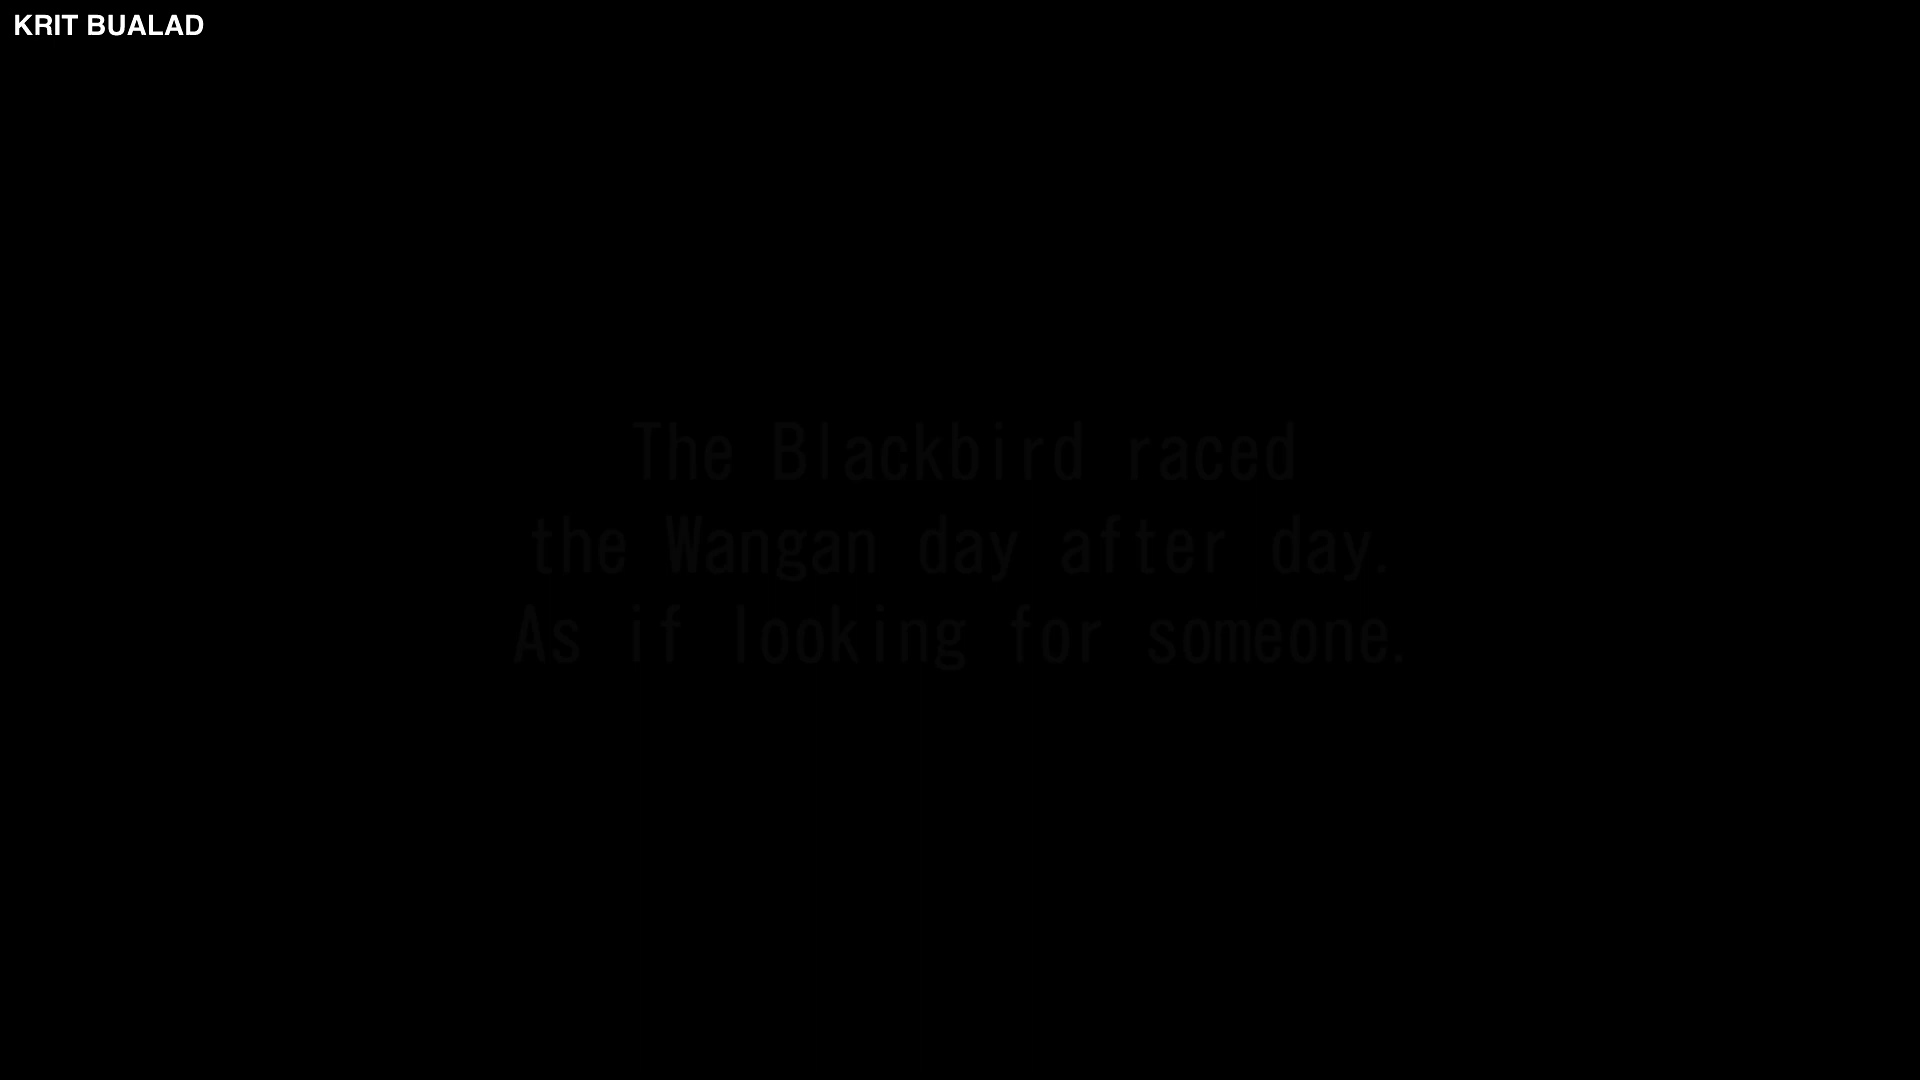 KRIT BUALAD
The Blackbird raced
the Wangan day after day.
As if looking for someone.